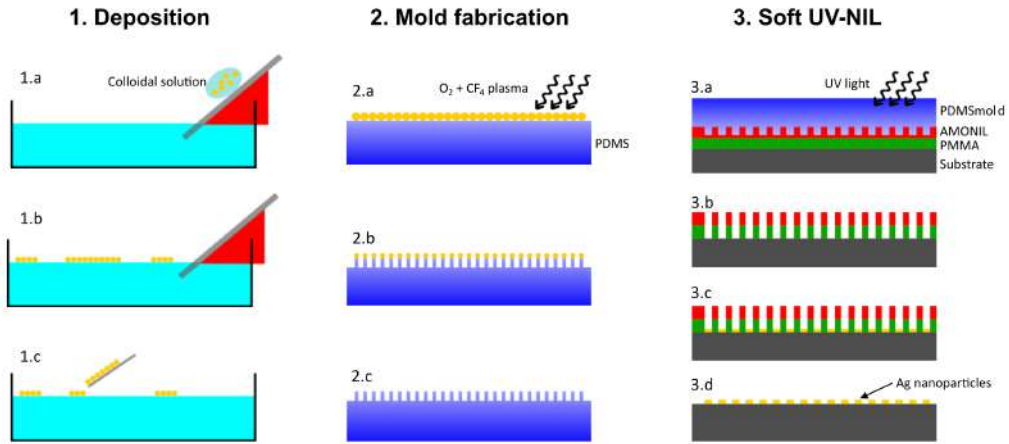 1. Deposition
2. Mold fabrication
3. Soft UV-NIL
1.a
Colloidal solution
1.b
1.c
2.a
O₂ + CF₄ plasma
PDMS
2.b
2.c
3.a
UV light
PDMSmold
AMONIL
PMMA
Substrate
3.b
3.c
3.d
Ag nanoparticles